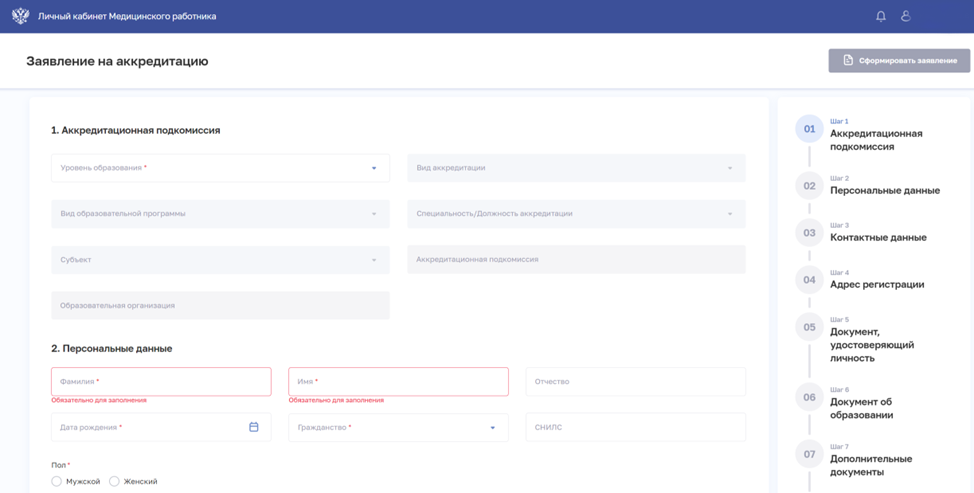 Личный кабинет Медицинского работника
Заявление на аккредитацию
Сформировать заявление
1. Аккредитационная подкомиссия
Уровень образования *
Вид аккредитации
Вид образовательной программы
Специальность/Должность аккредитации
Субъект
Аккредитационная подкомиссия
Образовательная организация
2. Персональные данные
Фамилия *
Имя *
Отчество
Обязательно для заполнения
Обязательно для заполнения
Дата рождения *
Гражданство *
СНИЛС
Пол *
Мужской
Женский
01
Шаг 1
Аккредитационная
подкомиссия
02
Шаг 2
Персональные данные
03
Шаг 3
Контактные данные
04
Шаг 4
Адрес регистрации
05
Шаг 5
Документ,
удостоверяющий
личность
06
Шаг 6
Документ об
образовании
07
Шаг 7
Дополнительные
документы